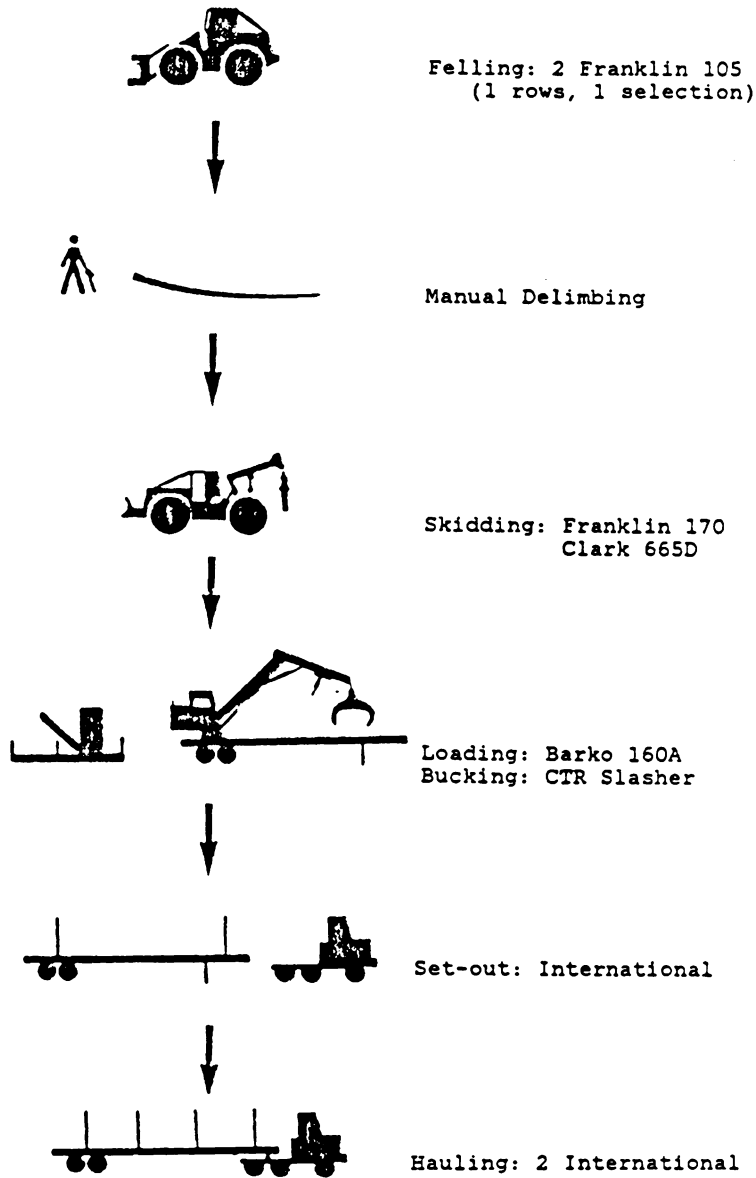 Felling: 2 Franklin 105
(1 rows, 1 selection)
Manual Delimbing
Skidding: Franklin 170
Clark 665D
Loading: Barko 160A
Bucking: CTR Slasher
Set-out: International
Hauling: 2 International